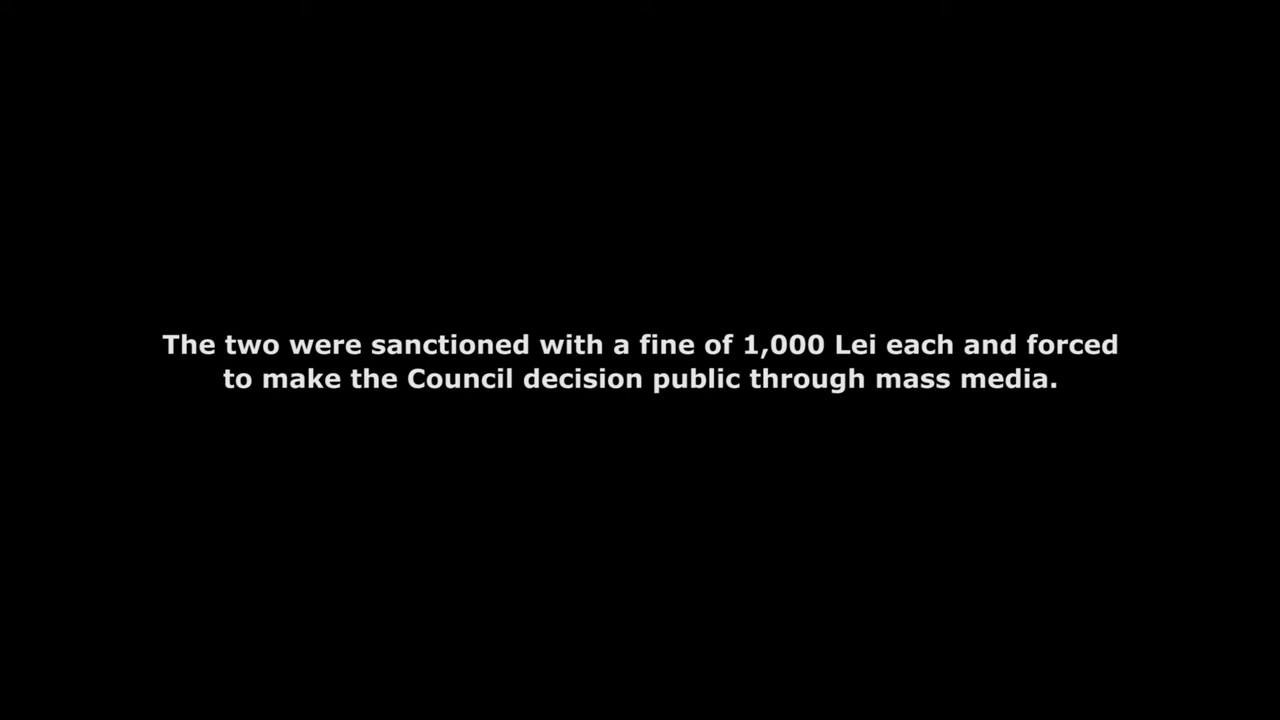 The two were sanctioned with a fine of 1,000 Lei each and forced
to make the Council decision public through mass media.